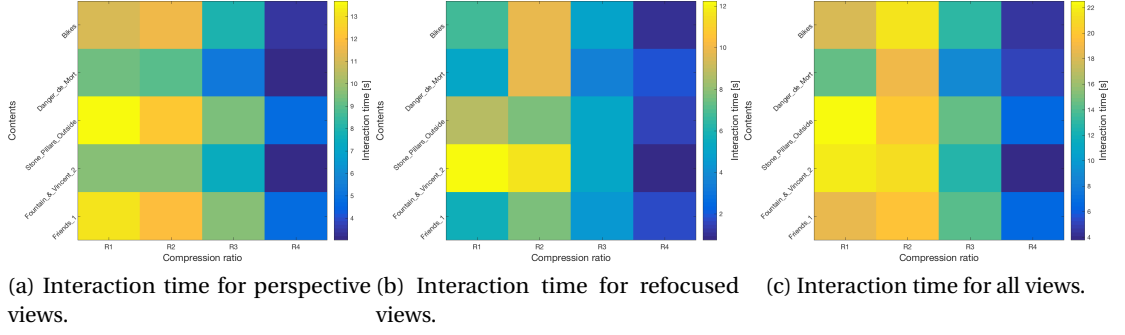 Contents
Bikes
Danger_de_Mort
Stone_Pillars_Outside
Fountain_&_Vincent_2
Friends_1
R1 R2 R3 R4
Compression ratio
13
12
11
10
9
8
7
6
5
4
Interaction time [s]
Contents
Bikes
Danger_de_Mort
Stone_Pillars_Outside
Fountain_&_Vincent_2
Friends_1
R1 R2 R3 R4
Compression ratio
12
10
8
6
4
2
Interaction time [s]
Contents
Bikes
Danger_de_Mort
Stone_Pillars_Outside
Fountain_&_Vincent_2
Friends_1
R1 R2 R3 R4
Compression ratio
22
20
18
16
14
12
10
8
6
4
Interaction time [s]
(a) Interaction time for perspective
views.
(b) Interaction time for refocused
views.
(c) Interaction time for all views.